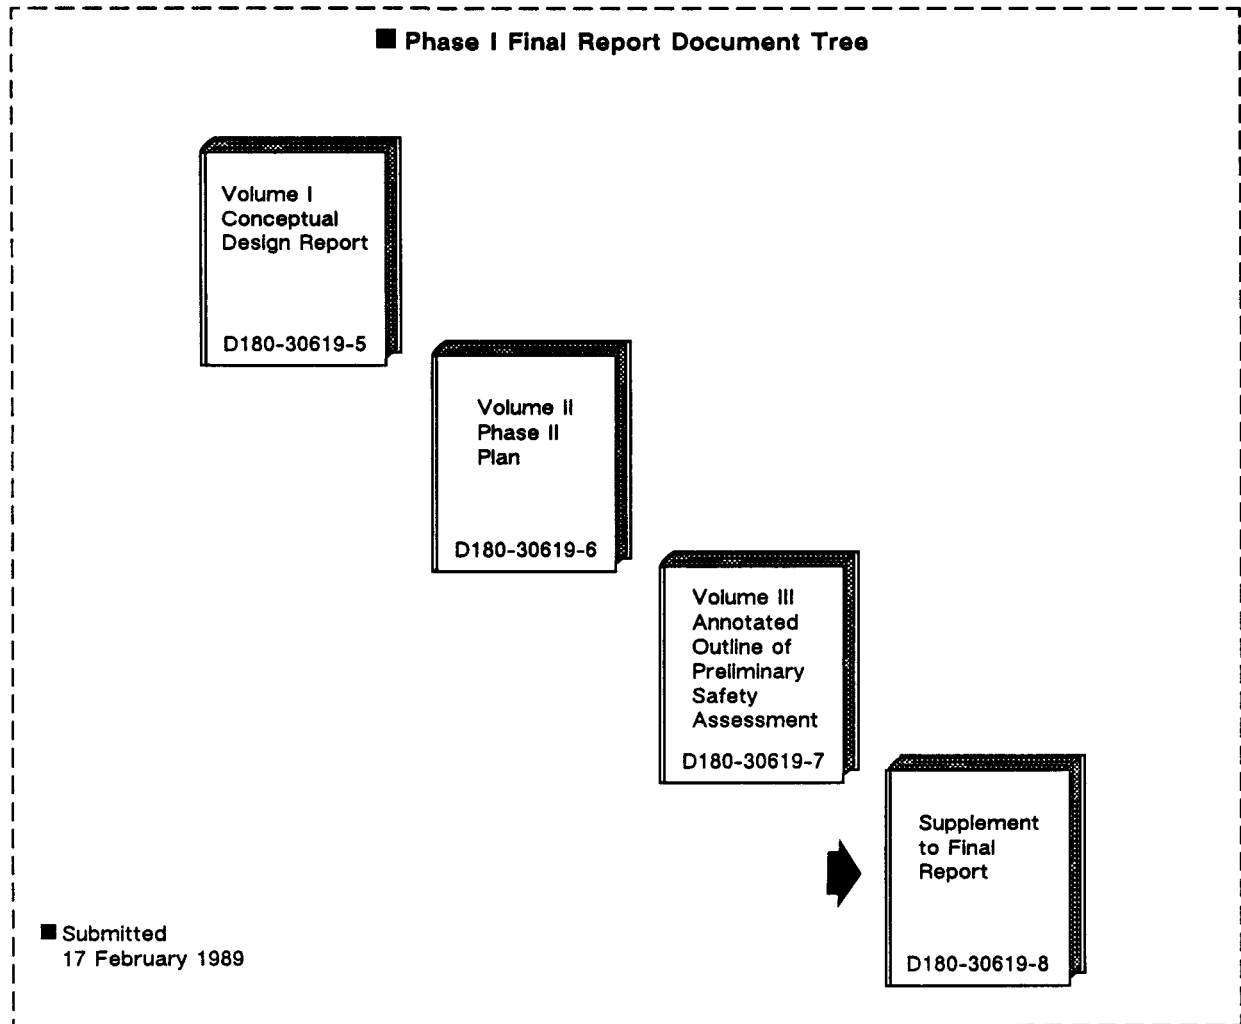 Phase I Final Report Document Tree
Volume I
Conceptual
Design Report
D180-30619-5
Volume II
Phase II
Plan
D180-30619-6
Volume III
Annotated
Outline of
Preliminary
Safety
Assessment
D180-30619-7
Supplement
to Final
Report
D180-30619-8
Submitted
17 February 1989